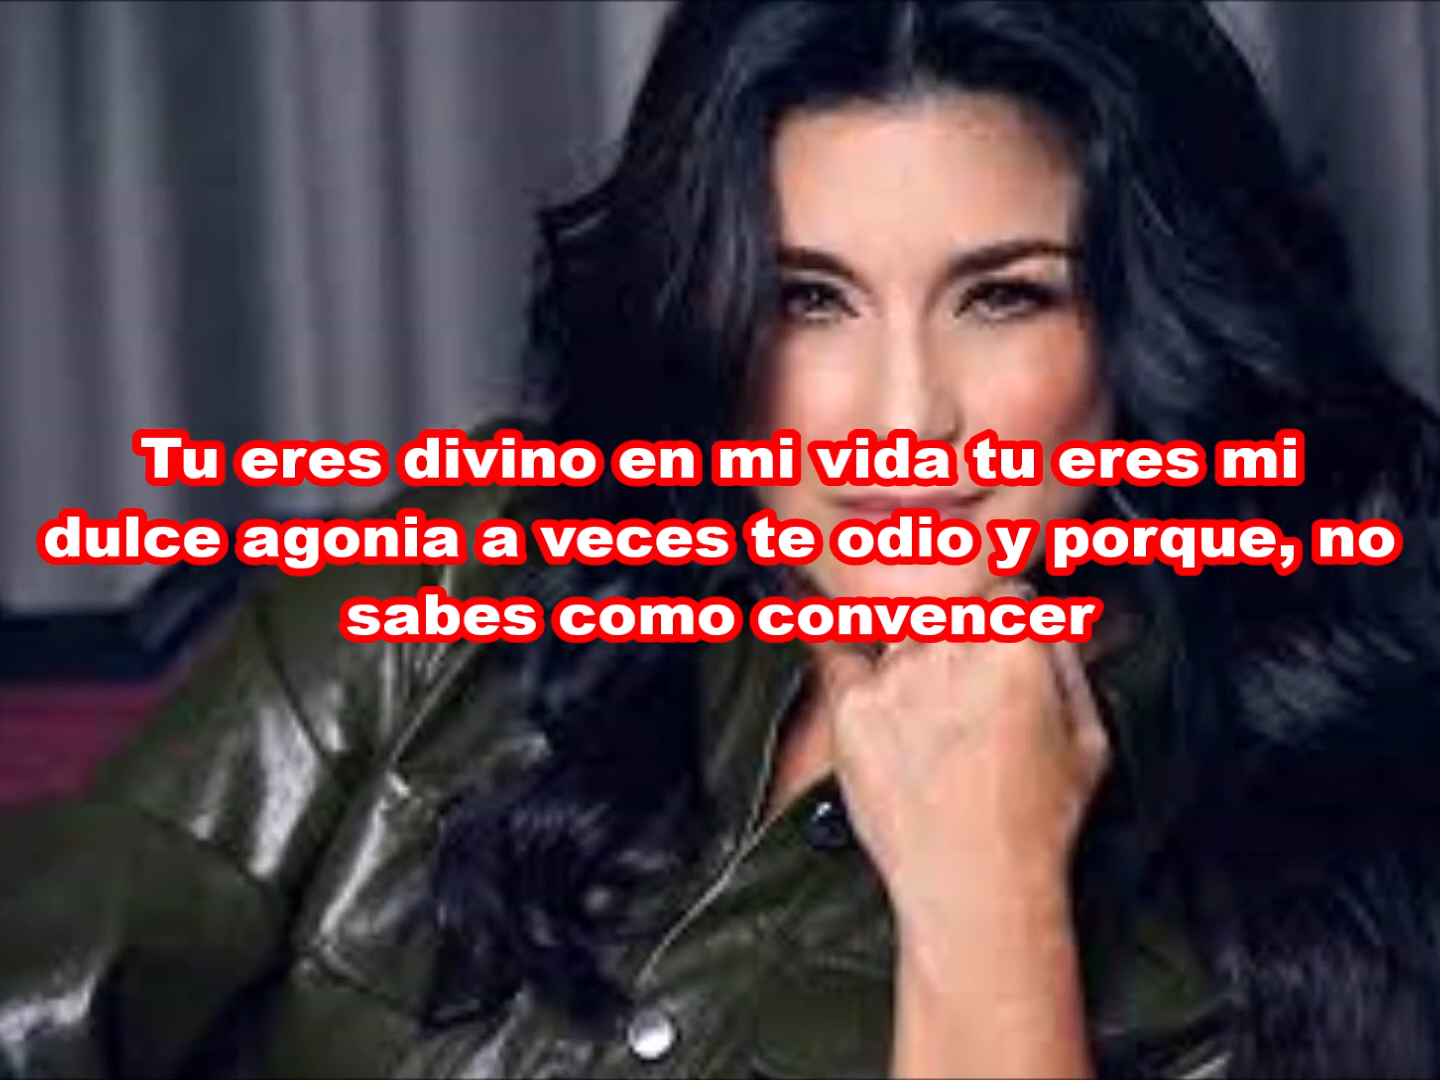 Tu eres divino en mi vida tu eres mi
dulce agonia a veces te odio y porque, no
sabes como convencer